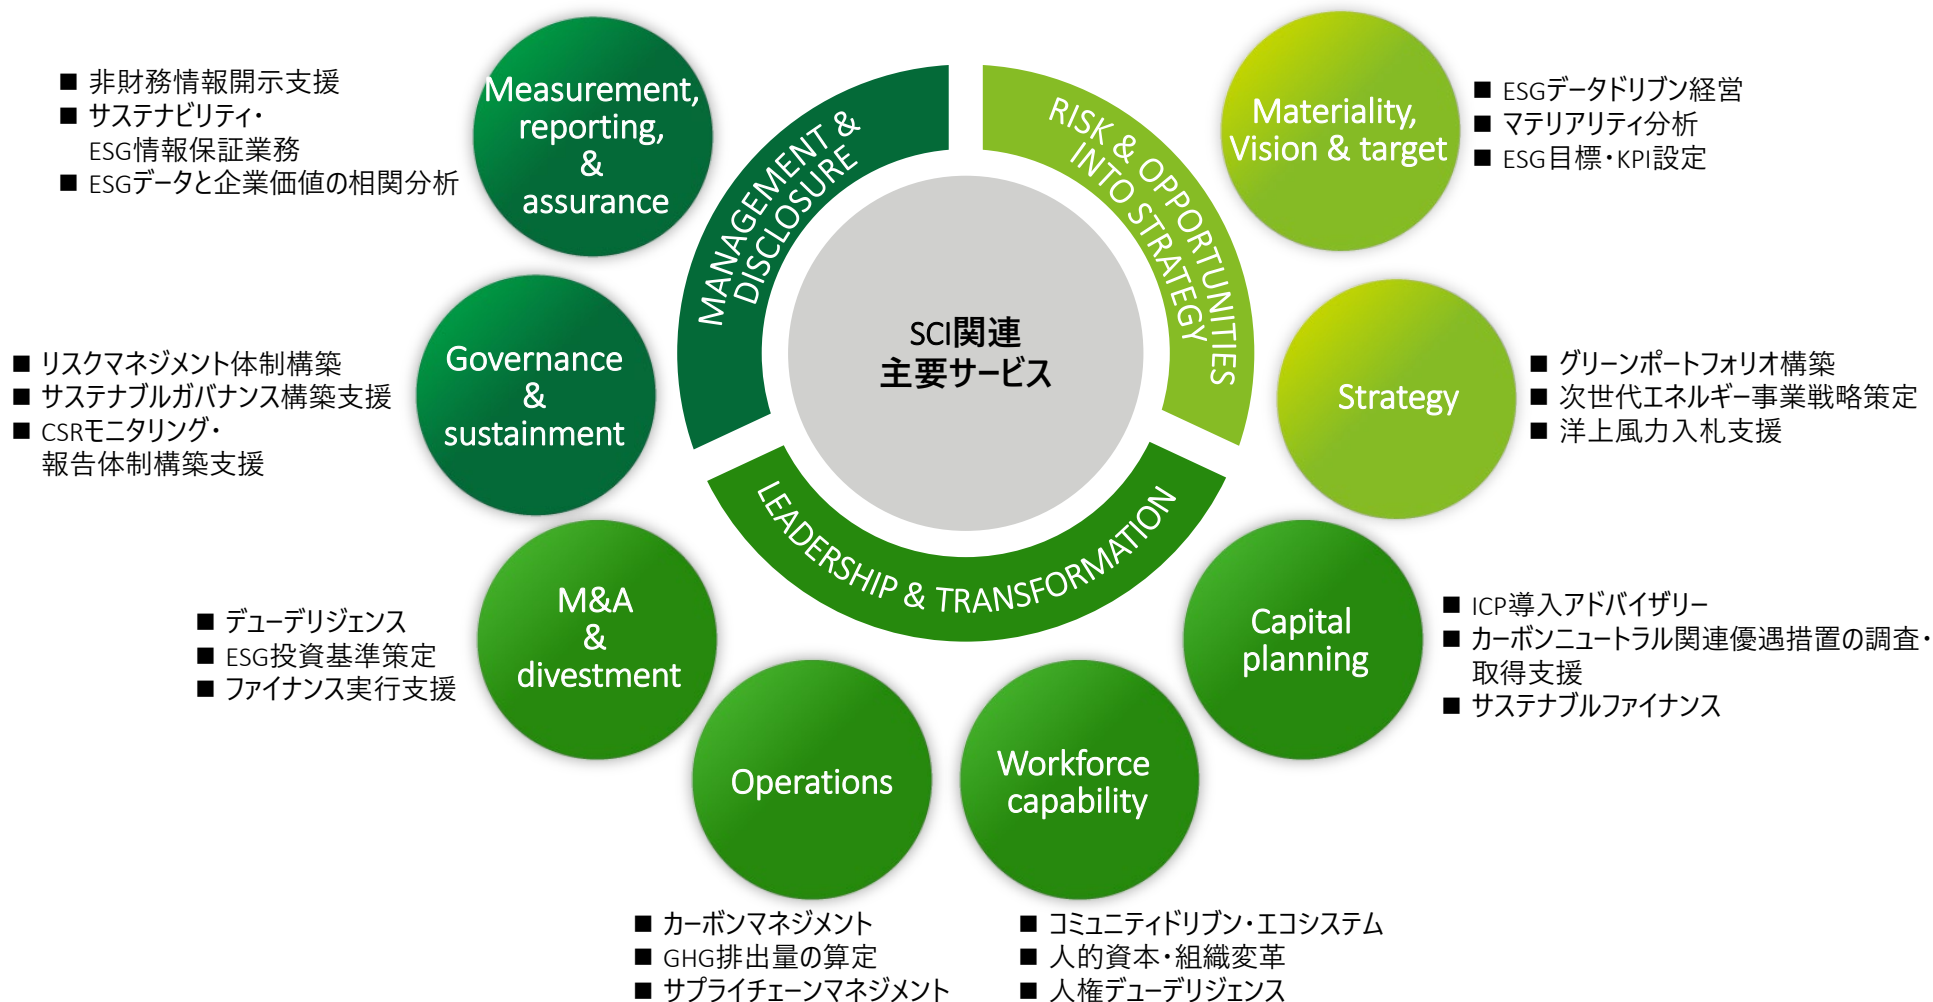 ■ 非財務情報開示支援
■ サステナビリティ・
ESG情報保証業務
■ ESGデータと企業価値の相関分析
Measurement,
reporting,
&
assurance
MANAGEMENT &
DISCLOSURE
RISK & OPPORTUNITIES
INTO STRATEGY
Materiality,
Vision & target
■ ESGデータドリブン経営
■ マテリアリティ分析
■ ESG目標・KPI設定
SCI関連
主要サービス
■ リスクマネジメント体制構築
■ サステナブルガバナンス構築支援
■ CSRモニタリング・
報告体制構築支援
Governance
&
sustainment
Strategy
■ グリーンポートフォリオ構築
■ 次世代エネルギー事業戦略策定
■ 洋上風力入札支援
LEADERSHIP & TRANSFORMATION
■ デューデリジェンス
■ ESG投資基準策定
■ ファイナンス実行支援
M&A
&
divestment
Capital
planning
■ ICP導入アドバイザリー
■ カーボンニュートラル関連優遇措置の調査・
取得支援
■ サステナブルファイナンス
Operations
Workforce
capability
■ カーボンマネジメント
■ GHG排出量の算定
■ サプライチェーンマネジメント
■ コミュニティドリブン・エコシステム
■ 人的資本・組織変革
■ 人権デューデリジェンス